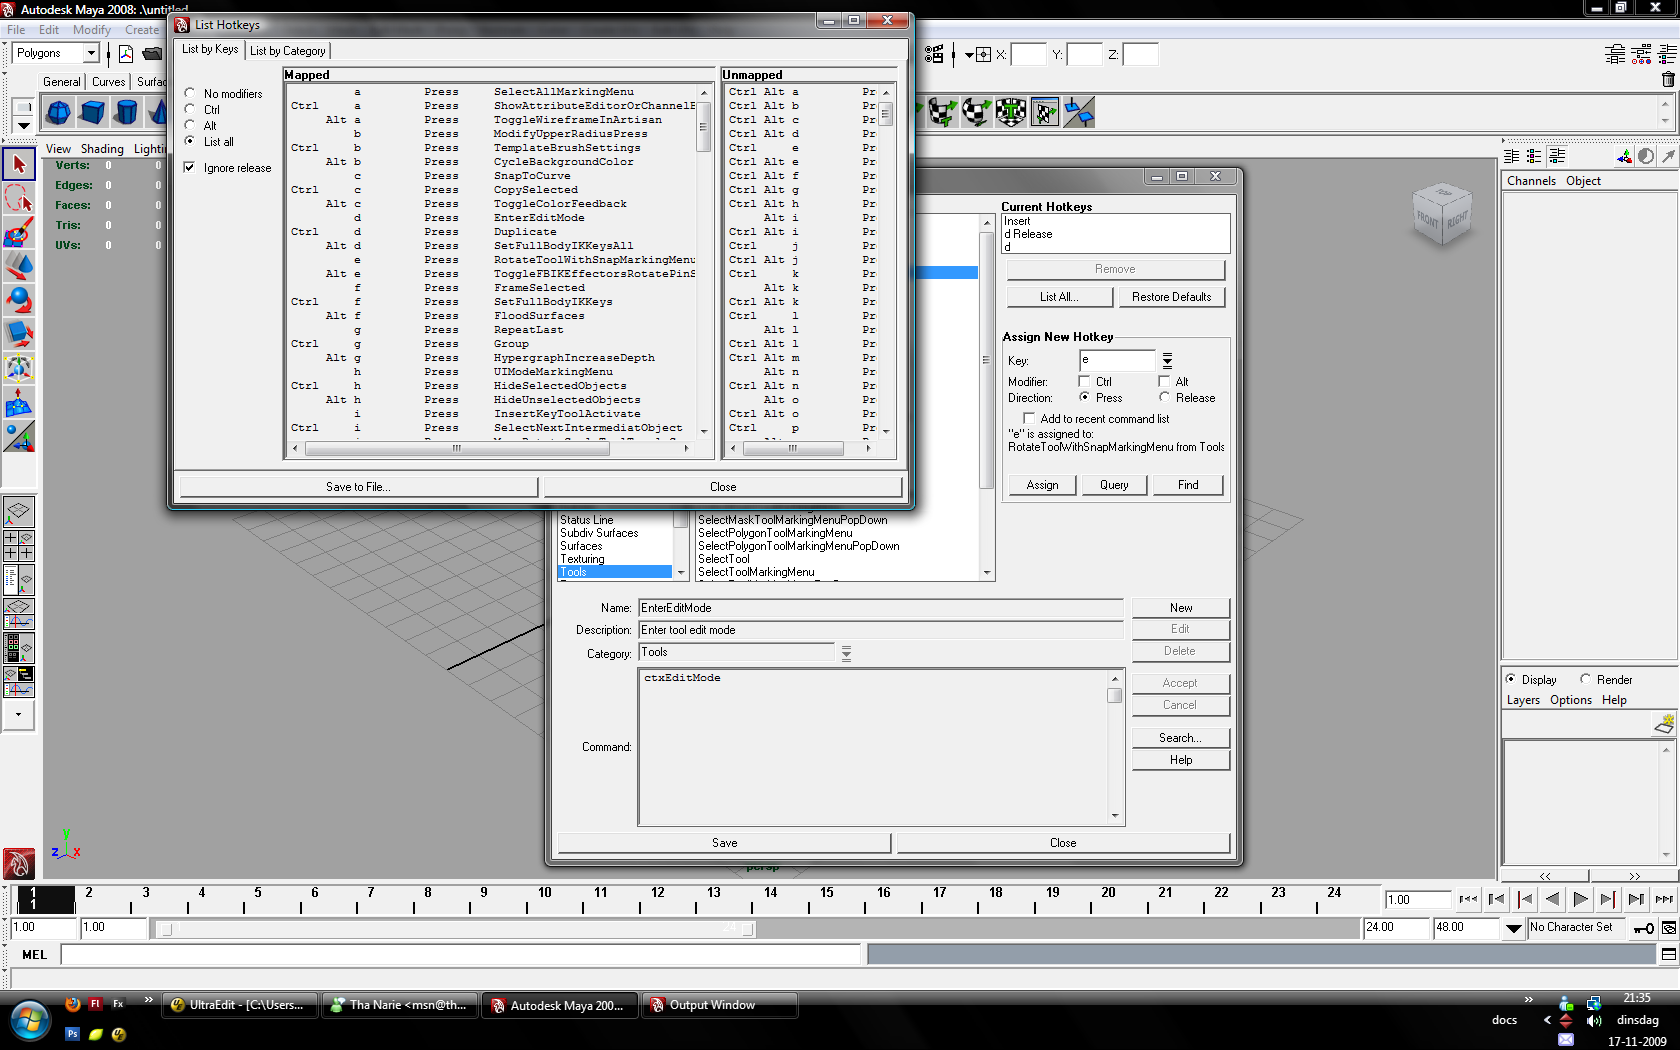 Autodesk Maya 2008: .\untitled
File Edit Modify Create
Polygons
X: Y: Z:
General Curves
List Hotkeys
List by Keys List by Category
No modifiers
Ctrl
Alt
List all
Ignore release
Mapped
a Press SelectAllMarkingMenu
Ctrl a Press ShowAttributeEditorOrChannelB
Alt a Press ToggleWireframeInArtisan
b Press ModifyUpperRadiusPress
Ctrl b Press TemplateBrushSettings
Alt b Press CycleBackgroundColor
c Press SnapToCurve
Ctrl c Press CopySelected
Alt c Press ToggleColorFeedback
d Press EnterEditMode
Ctrl d Press Duplicate
Alt d Press SetFullBodyIKKeysAll
e Press RotateToolWithSnapMarkingMenu
Alt e Press ToggleFBIKEffectorsRotatePinS
f Press FrameSelected
Ctrl f Press SetFullBodyIKKeys
Alt f Press FloodSurfaces
g Press RepeatLast
Ctrl g Press Group
Alt g Press HypergraphIncreaseDepth
h Press UIModeMarkingMenu
Ctrl h Press HideSelectedObjects
Alt h Press HideUnselectedObjects
i Press InsertKeyToolActivate
Ctrl i Press SelectNextIntermediatObject
Unmapped
Ctrl Alt a Pr
Ctrl Alt b Pr
Ctrl Alt c Pr
Ctrl Alt d Pr
Ctrl e Pr
Ctrl Alt e Pr
Ctrl Alt f Pr
Ctrl Alt g Pr
Ctrl Alt h Pr
Alt i Pr
Ctrl Alt i Pr
Ctrl j Pr
Ctrl Alt j Pr
Ctrl k Pr
Alt k Pr
Ctrl Alt k Pr
Ctrl l Pr
Alt l Pr
Ctrl Alt l Pr
Ctrl Alt m Pr
Alt n Pr
Ctrl Alt n Pr
Alt o Pr
Ctrl Alt o Pr
Ctrl p Pr
Save to File... Close
View Shading
Verts: 0 0
Edges: 0 0
Faces: 0 0
Tris: 0 0
UVs: 0 0
Current Hotkeys
Insert
d Release
d
Remove
List All... Restore Defaults
Assign New Hotkey
Key: e
Modifier: Ctrl Alt
Direction: Press Release
Add to recent command list
"e" is assigned to:
RotateToolWithSnapMarkingMenu from Tools
Assign Query Find
Status Line
Subdiv Surfaces
Surfaces
Texturing
Tools
SelectMaskToolMarkingMenuPopDown
SelectPolygonToolMarkingMenu
SelectPolygonToolMarkingMenuPopDown
SelectTool
SelectToolMarkingMenu
Name: EnterEditMode
Description: Enter tool edit mode
Category: Tools
Command: ctxEditMode
New
Edit
Delete
Accept
Cancel
Search...
Help
Save Close
persp
TOP
FRONT RIGHT
Channels Object
Display Render
Layers Options Help
<< >>
y
z x
1 2 3 4 5 6 7 8 9 10 11 12 13 14 15 16 17 18 19 20 21 22 23 24
1
1.00
1.00 1.00 1 24 24.00 48.00 No Character Set
MEL
UltraEdit - [C:\Users... Tha Narie <msn@th... Autodesk Maya 200... Output Window
Fl Fx
Ps
docs
21:35
dinsdag
17-11-2009